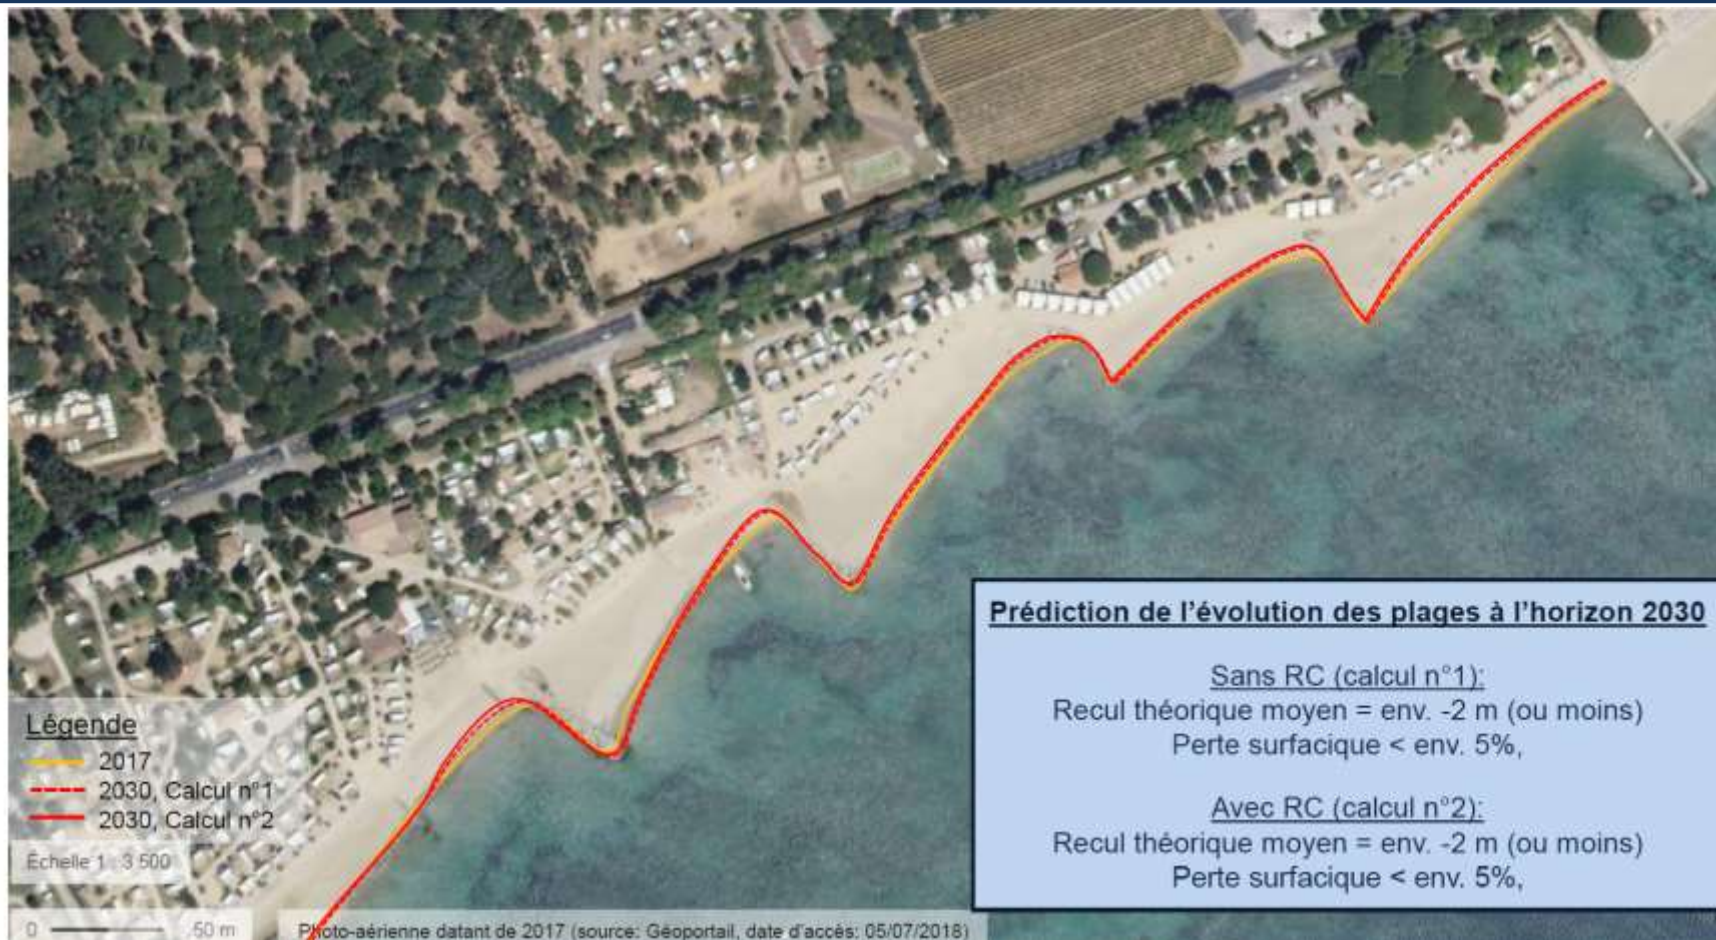 Prédiction de l'évolution des plages à l'horizon 2030
Sans RC (calcul n°1):
Recul théorique moyen = env. -2 m (ou moins)
Perte surfacique < env. 5%,
Avec RC (calcul n°2):
Recul théorique moyen = env. -2 m (ou moins)
Perte surfacique < env. 5%,
Légende
2017
2030, Calcul n°1
2030, Calcul n°2
Echelle 1 : 3 500
0 50 m
Photo-aérienne datant de 2017 (source: Géoportail, date d'accès: 05/07/2018)